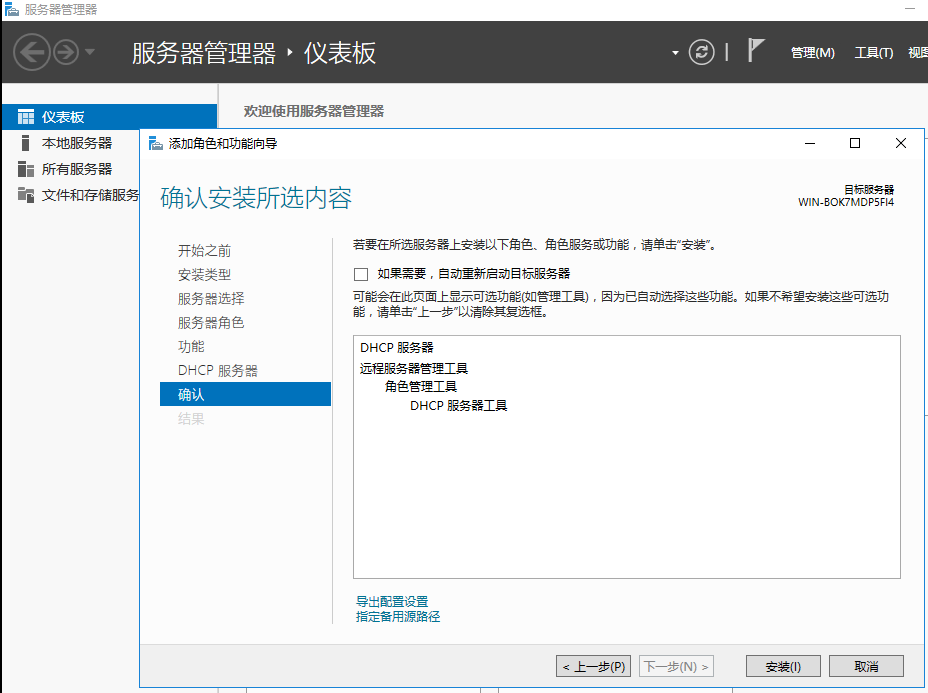 服务器管理器
服务器管理器 · 仪表板
管理(M) 工具(T) 视图
仪表板
本地服务器
所有服务器
文件和存储服务
欢迎使用服务器管理器
添加角色和功能向导
确认安装所选内容
目标服务器
WIN-BOK7MDP5FI4
开始之前
安装类型
服务器选择
服务器角色
功能
DHCP 服务器
确认
结果
若要在所选服务器上安装以下角色、角色服务或功能，请单击“安装”。
如果需要，自动重新启动目标服务器
可能会在此页面上显示可选功能(如管理工具)，因为已自动选择这些功能。如果不希望安装这些可选功
能，请单击“上一步”以清除其复选框。
DHCP 服务器
远程服务器管理工具
角色管理工具
DHCP 服务器工具
导出配置设置
指定备用源路径
< 上一步(P) 下一步(N) > 安装(I) 取消